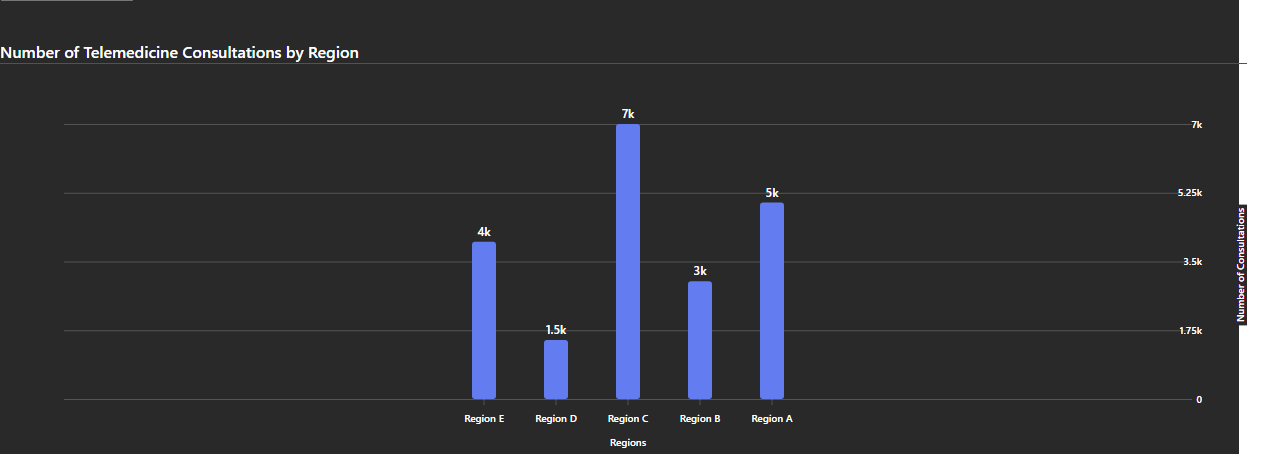 Number of Telemedicine Consultations by Region
7k
7k
5.25k
5k
Number of Consultations
4k
3.5k
3k
1.5k
1.75k
0
Region E
Region D
Region C
Region B
Region A
Regions